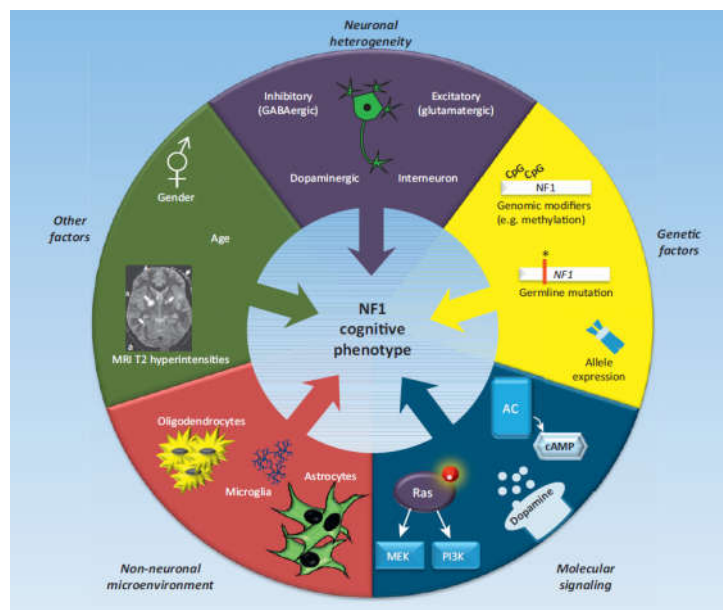 Neuronal
heterogeneity
Inhibitory
(GABAergic)
Excitatory
(glutamatergic)
Dopaminergic
Interneuron
CpG CpG
NF1
Genomic modifiers
(e.g. methylation)
*
NF1
Germline mutation
Allele
expression
Genetic
factors
Other
factors
Gender
Age
MRI T2 hyperintensities
NF1
cognitive
phenotype
Oligodendrocytes
Microglia
Astrocytes
Non-neuronal
microenvironment
AC
cAMP
Dopamine
Ras
MEK
PI3K
Molecular
signaling